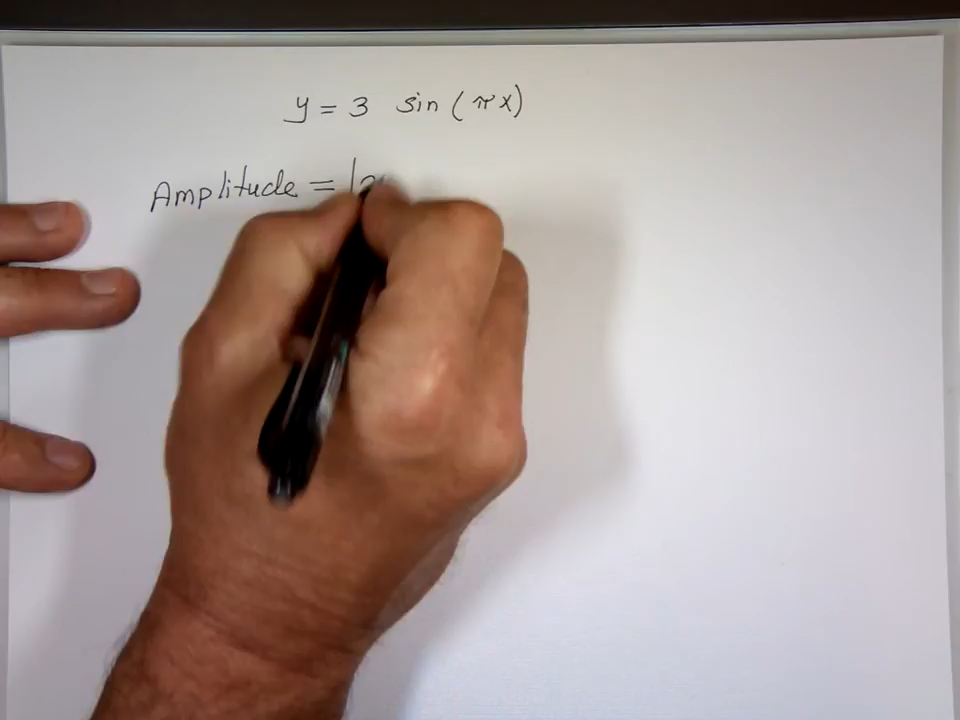 y = 3 sin (πx)
Amplitude = |